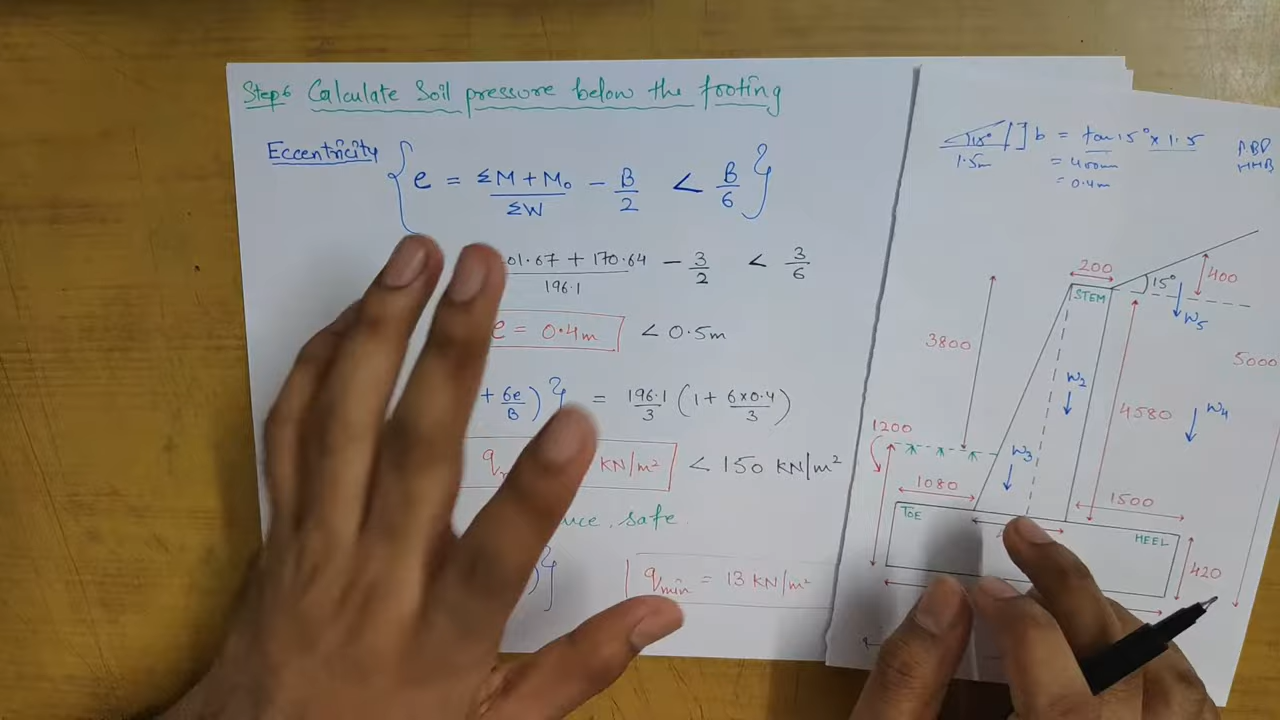 Step 6 Calculate Soil pressure below the footing
Eccentricity { e = ΣM + M₀ / ΣW − B/2 < B/6 }
01.67 + 170.64 / 196.1 − 3/2 < 3/6
e = 0.4m < 0.5m
+ 6e/B ) } = 196.1/3 ( 1 + 6×0.4/3 )
KN/m² < 150 KN/m²
safe
qmin = 13 KN/m²
15° ] b = tan 15° × 1.5
1.5m = 400mm
= 0.4m
200
400
STEM
15°
W5
3800
5000
W2
4580
W4
1200
W3
1080
1500
TOE
HEEL
420